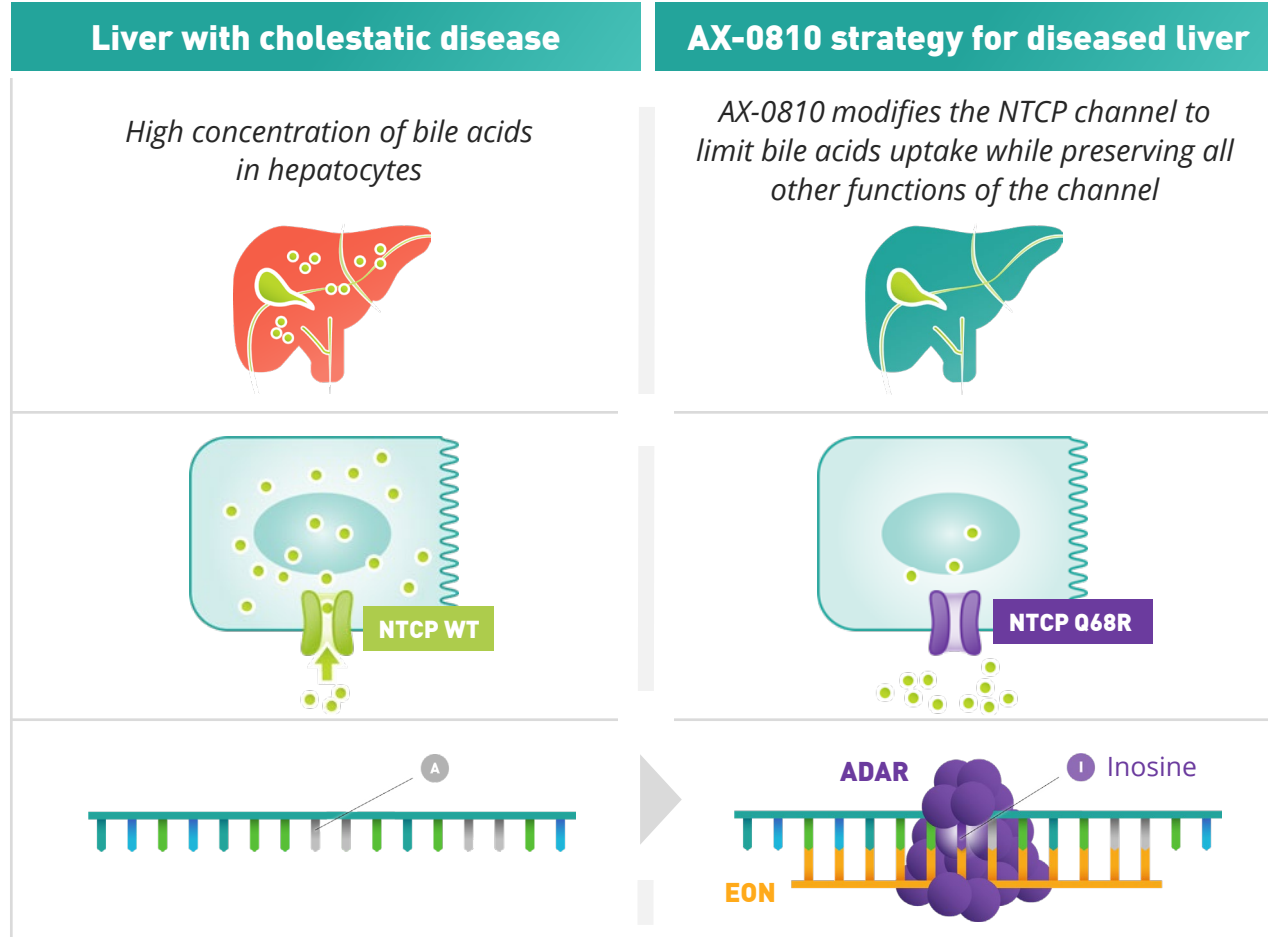 Liver with cholestatic disease
AX-0810 strategy for diseased liver
High concentration of bile acids
in hepatocytes
AX-0810 modifies the NTCP channel to
limit bile acids uptake while preserving all
other functions of the channel
NTCP WT
NTCP Q68R
A
ADAR
I Inosine
EON